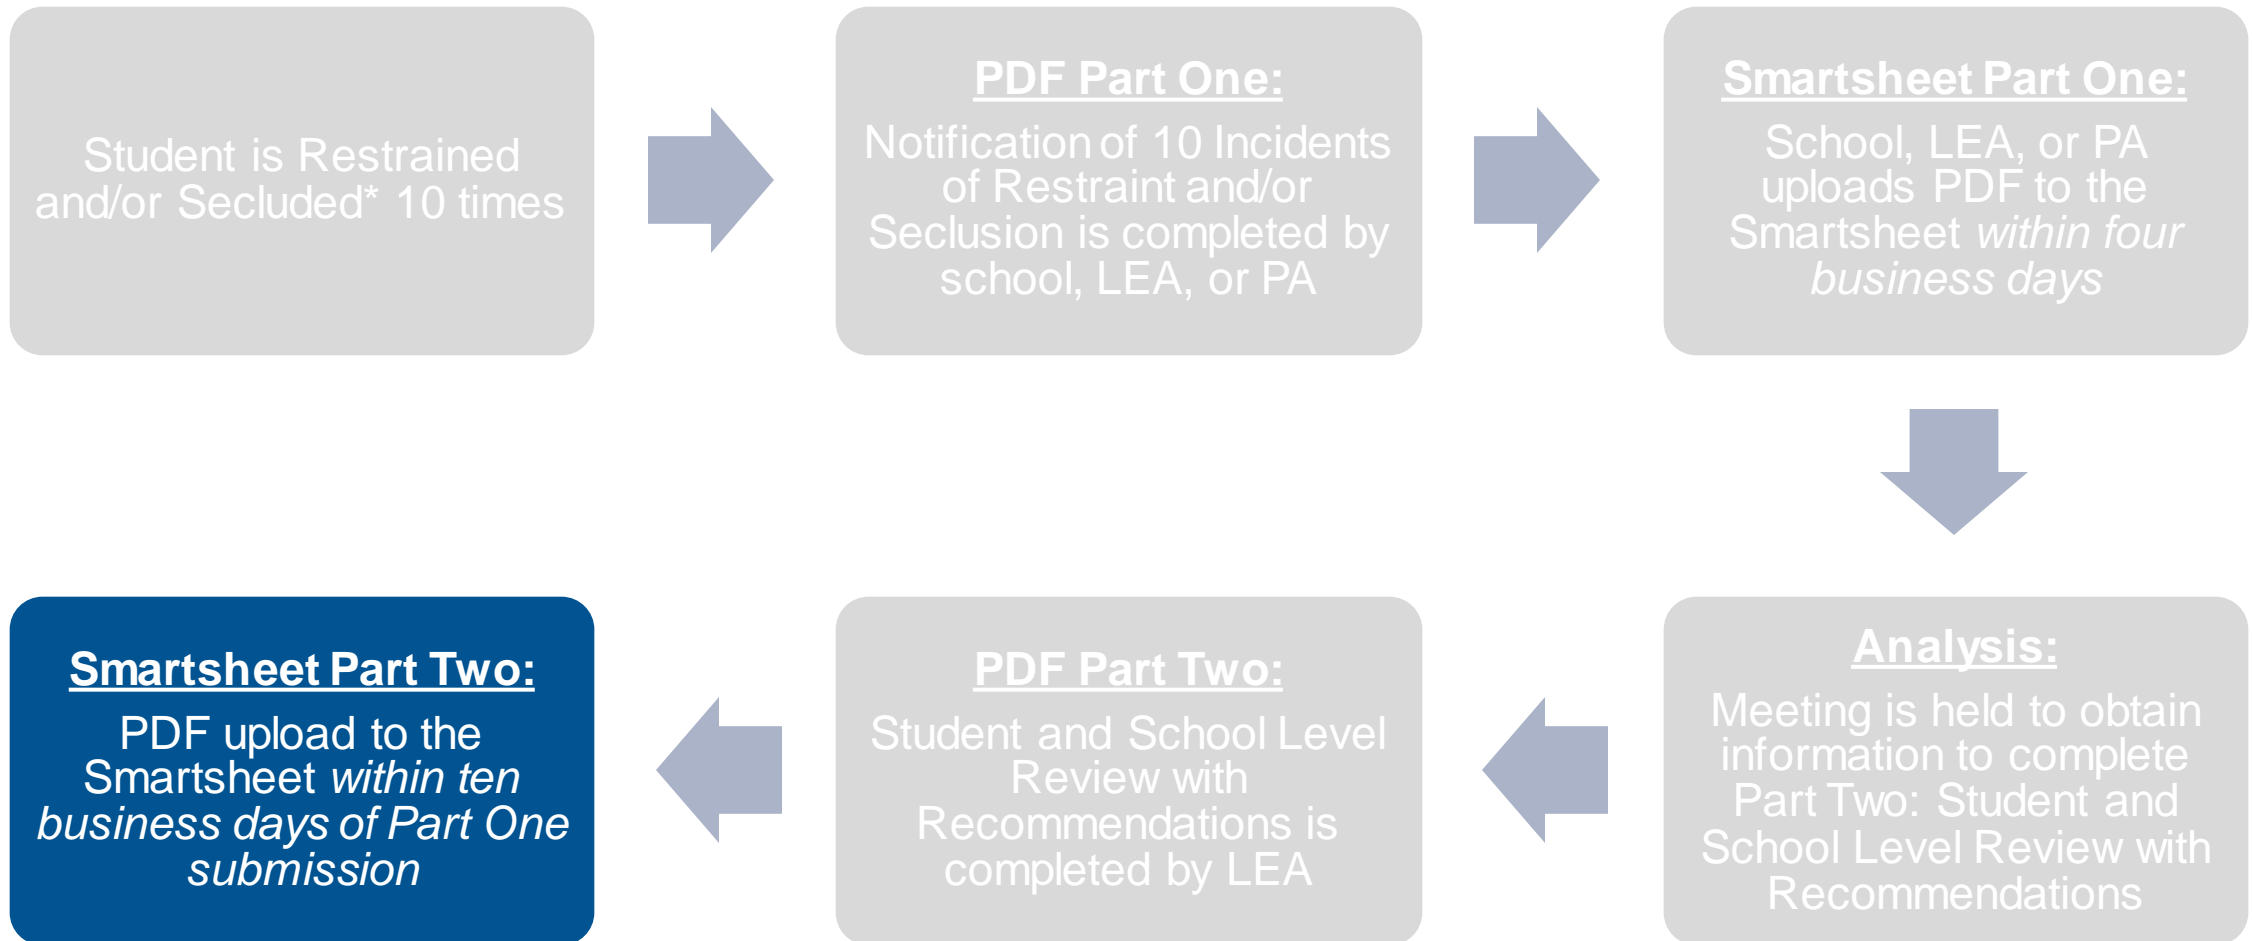 Student is Restrained
and/or Secluded* 10 times
PDF Part One:
Notification of 10 Incidents
of Restraint and/or
Seclusion is completed by
school, LEA, or PA
Smartsheet Part One:
School, LEA, or PA
uploads PDF to the
Smartsheet within four
business days
Analysis:
Meeting is held to obtain
information to complete
Part Two: Student and
School Level Review with
Recommendations
PDF Part Two:
Student and School Level
Review with
Recommendations is
completed by LEA
Smartsheet Part Two:
PDF upload to the
Smartsheet within ten
business days of Part One
submission